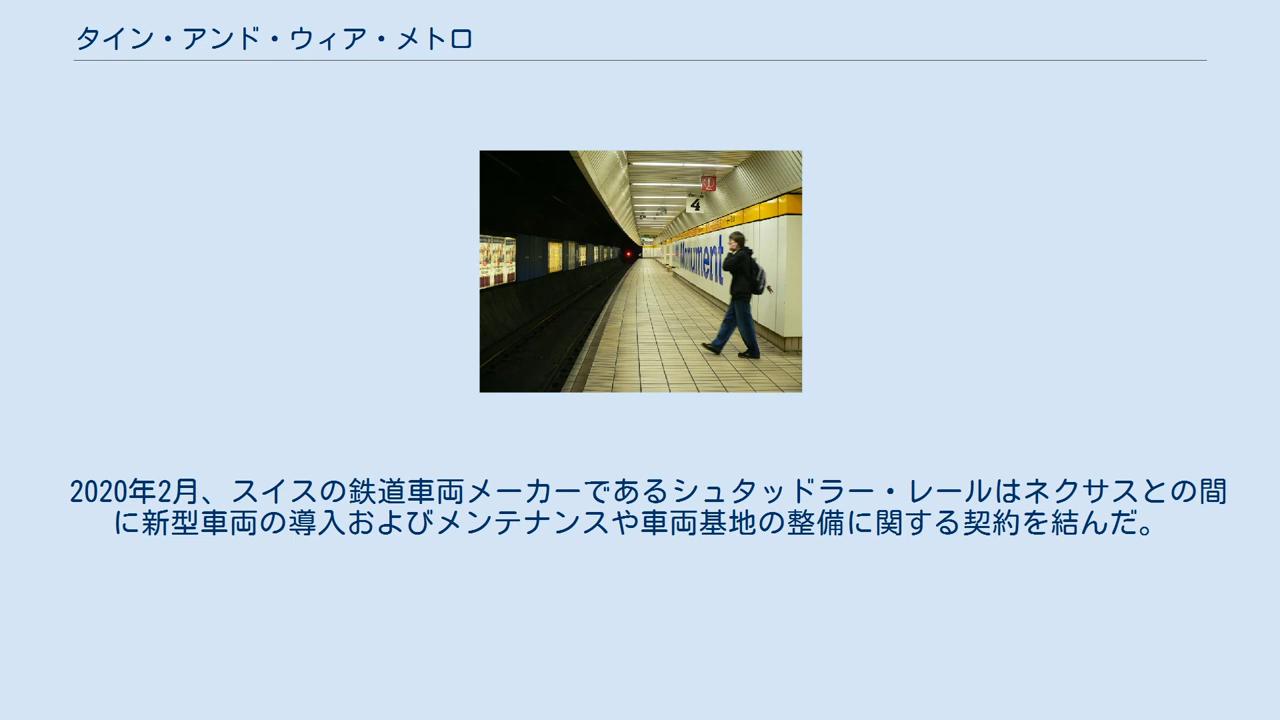 タイン・アンド・ウィア・メトロ
4
Monument
2020年2月、スイスの鉄道車両メーカーであるシュタッドラー・レールはネクサスとの間
に新型車両の導入およびメンテナンスや車両基地の整備に関する契約を結んだ。